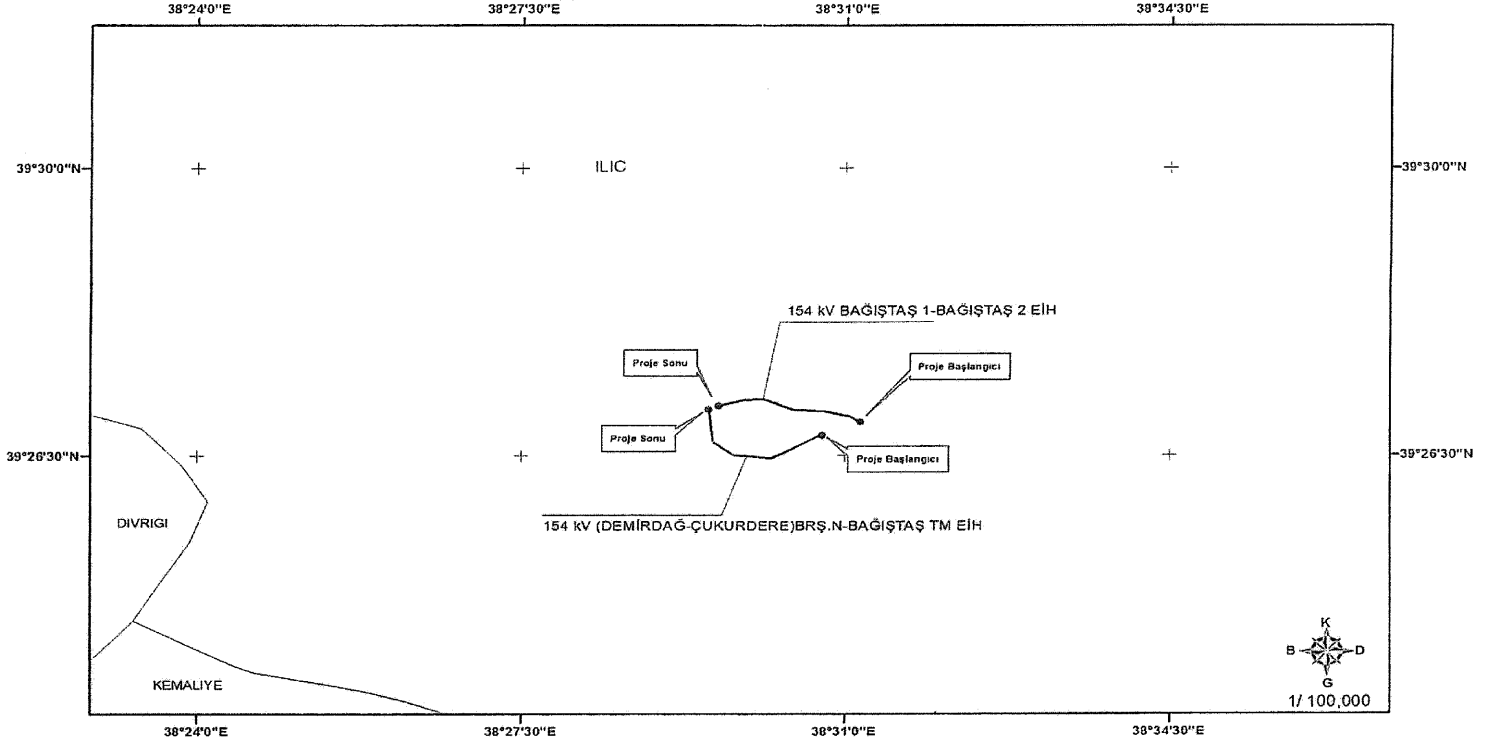 38°24'0"E
38°27'30"E
38°31'0"E
38°34'30"E
39°30'0"N
ILIC
39°30'0"N
154 kV BAĞIŞTAŞ 1-BAĞIŞTAŞ 2 EİH
Proje Sonu
Proje Başlangıcı
Proje Sonu
39°26'30"N
Proje Başlangıcı
39°26'30"N
DIVRIGI
154 kV (DEMİRDAĞ-ÇUKURDERE)BRŞ.N-BAĞIŞTAŞ TM EİH
K
B
D
G
KEMALIYE
1/ 100,000
38°24'0"E
38°27'30"E
38°31'0"E
38°34'30"E